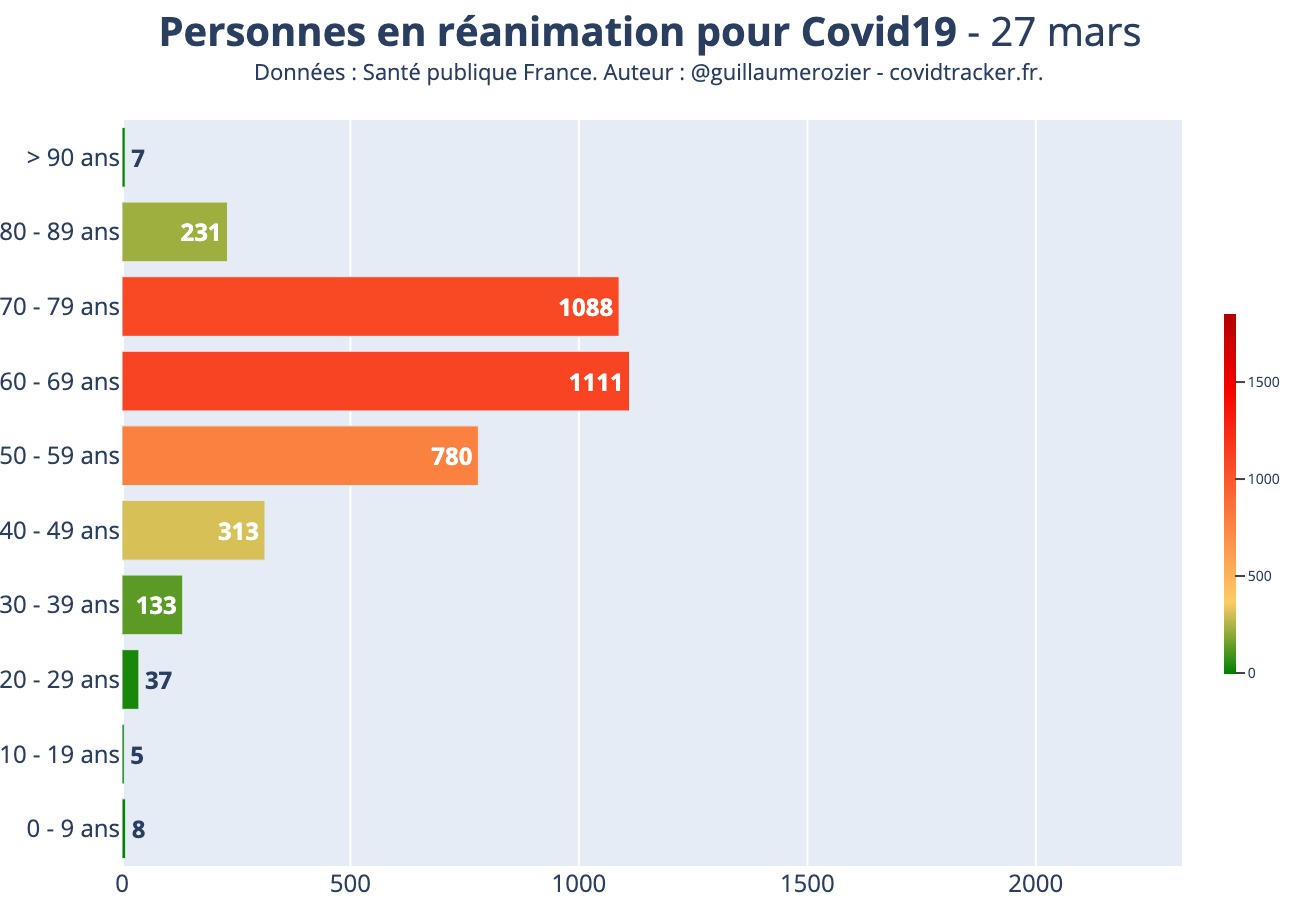 Personnes en réanimation pour Covid19 - 27 mars
Données : Santé publique France. Auteur : @guillaumerozier - covidtracker.fr.
> 90 ans 7
80 - 89 ans 231
70 - 79 ans 1088
60 - 69 ans 1111
50 - 59 ans 780
40 - 49 ans 313
30 - 39 ans 133
20 - 29 ans 37
10 - 19 ans 5
0 - 9 ans 8
0 500 1000 1500 2000
1500
1000
500
0